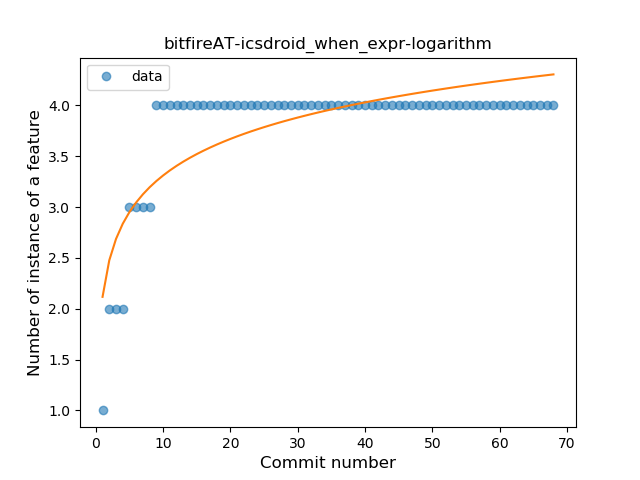 bitfireAT-icsdroid_when_expr-logarithm
data
Number of instance of a feature
4.0
3.5
3.0
2.5
2.0
1.5
1.0
0 10 20 30 40 50 60 70
Commit number